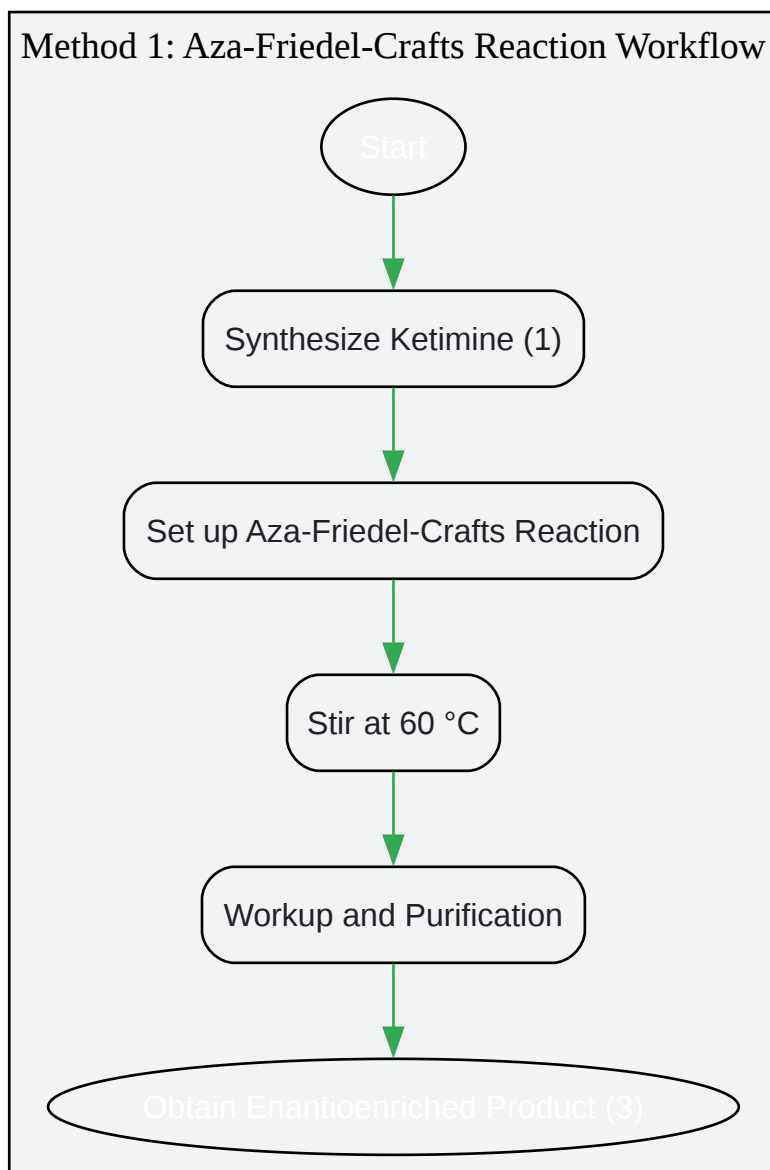 Method 1: Aza-Friedel-Crafts Reaction Workflow
Start
Synthesize Ketimine (1)
Set up Aza-Friedel-Crafts Reaction
Stir at 60 °C
Workup and Purification
Obtain Enantioenriched Product (3)